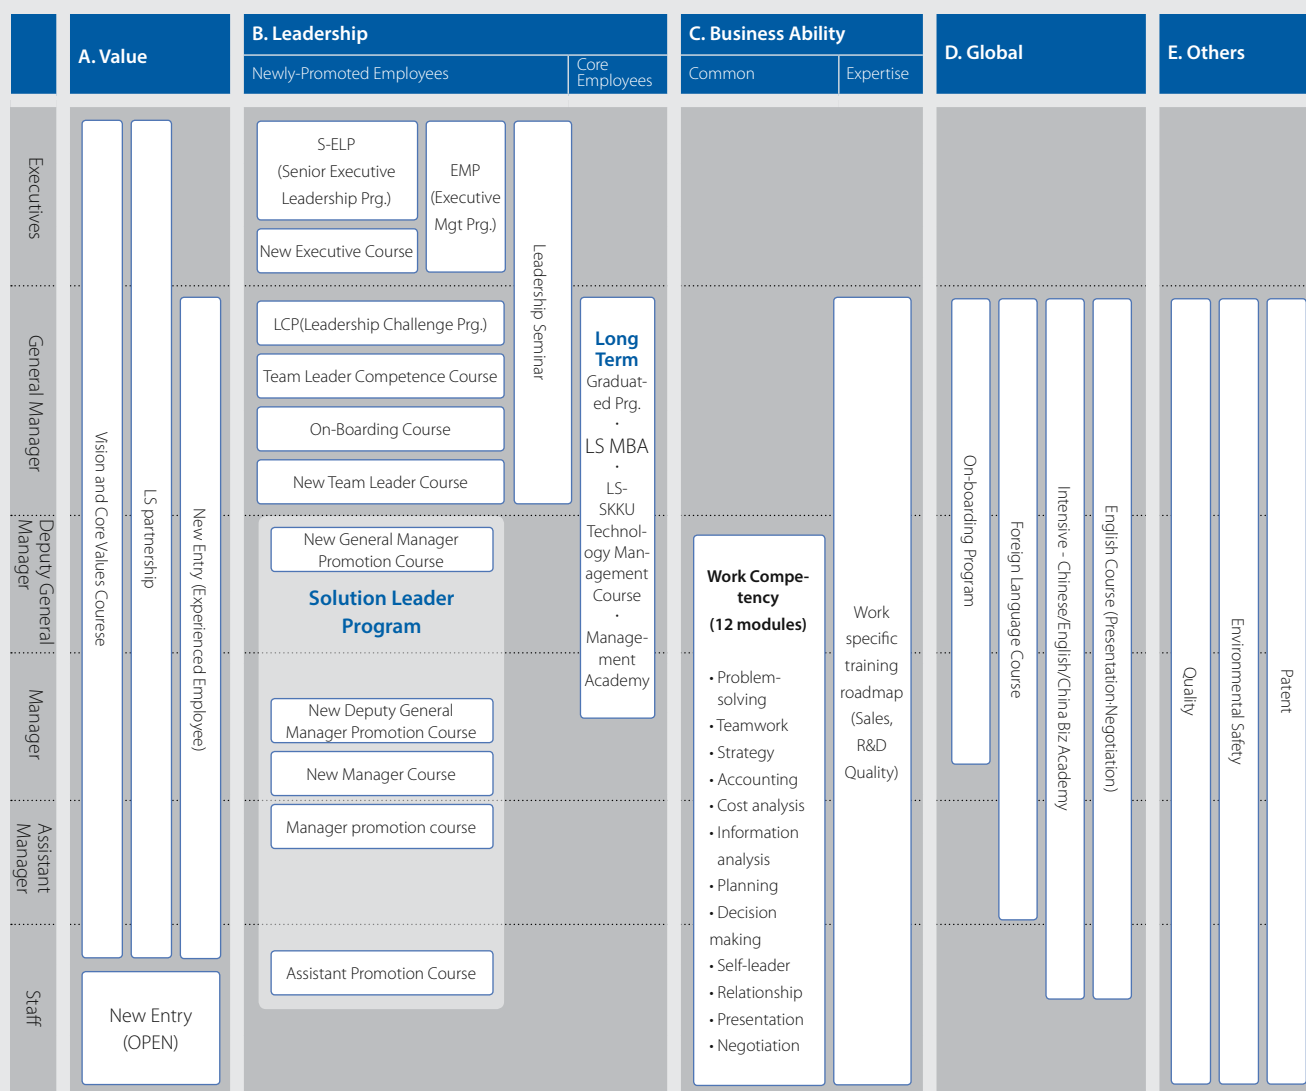 A. Value
B. Leadership
Newly-Promoted Employees
Core
Employees
C. Business Ability
Common
Expertise
D. Global
E. Others
Executives
General Manager
Deputy General
Manager
Manager
Assistant
Manager
Staff
Vision and Core Values Courese
LS partnership
New Entry (Experienced Employee)
New Entry
(OPEN)
S-ELP
(Senior Executive
Leadership Prg.)
EMP
(Executive
Mgt Prg.)
New Executive Course
Leadership Seminar
LCP(Leadership Challenge Prg.)
Team Leader Competence Course
On-Boarding Course
New Team Leader Course
New General Manager
Promotion Course
Solution Leader
Program
New Deputy General
Manager Promotion Course
New Manager Course
Manager promotion course
Assistant Promotion Course
Long
Term
Graduat-
ed Prg.
·
LS MBA
·
LS-
SKKU
Technol-
ogy Man-
agement
Course
·
Manage-
ment
Academy
Work Compe-
tency
(12 modules)
• Problem-
solving
• Teamwork
• Strategy
• Accounting
• Cost analysis
• Information
analysis
• Planning
• Decision
making
• Self-leader
• Relationship
• Presentation
• Negotiation
Work
specific
training
roadmap
(Sales,
R&D
Quality)
On-boarding Program
Foreign Language Course
Intensive - Chinese/English/China Biz Academy
English Course (Presentation·Negotiation)
Quality
Environmental Safety
Patent